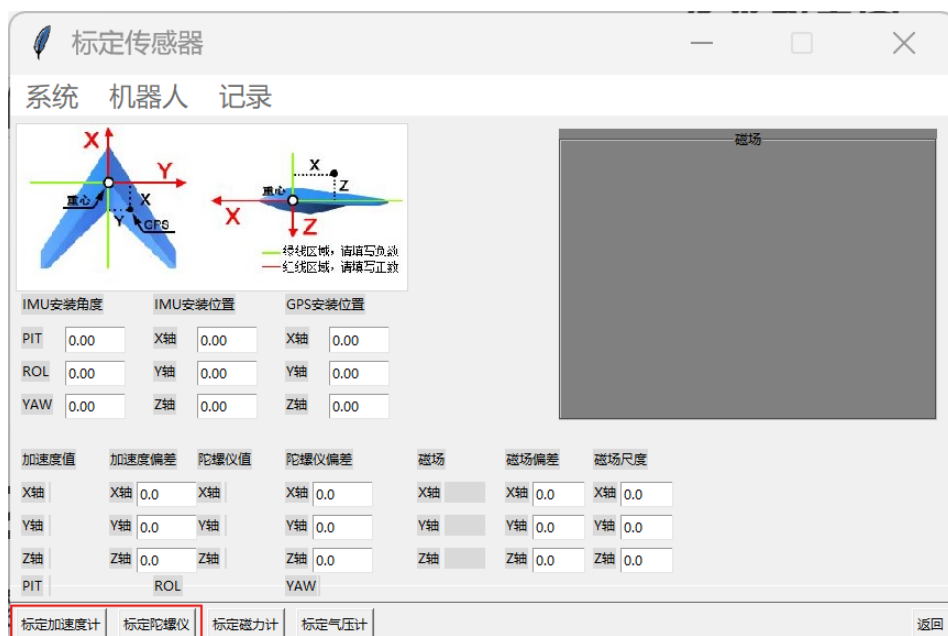 标定传感器
系统 机器人 记录
X
Y
重心
X
Y
GPS
X
Z
重心
X
Z
绿线区域，请填写负数
红线区域，请填写正数
磁场
IMU安装角度 IMU安装位置 GPS安装位置
PIT 0.00 X轴 0.00 X轴 0.00
ROL 0.00 Y轴 0.00 Y轴 0.00
YAW 0.00 Z轴 0.00 Z轴 0.00
加速度值 加速度偏差 陀螺仪值 陀螺仪偏差 磁场 磁场偏差 磁场尺度
X轴 X轴 0.0 X轴 X轴 0.0 X轴 X轴 0.0 X轴 0.0
Y轴 Y轴 0.0 Y轴 Y轴 0.0 Y轴 Y轴 0.0 Y轴 0.0
Z轴 Z轴 0.0 Z轴 Z轴 0.0 Z轴 Z轴 0.0 Z轴 0.0
PIT ROL YAW
标定加速度计 标定陀螺仪 标定磁力计 标定气压计 返回